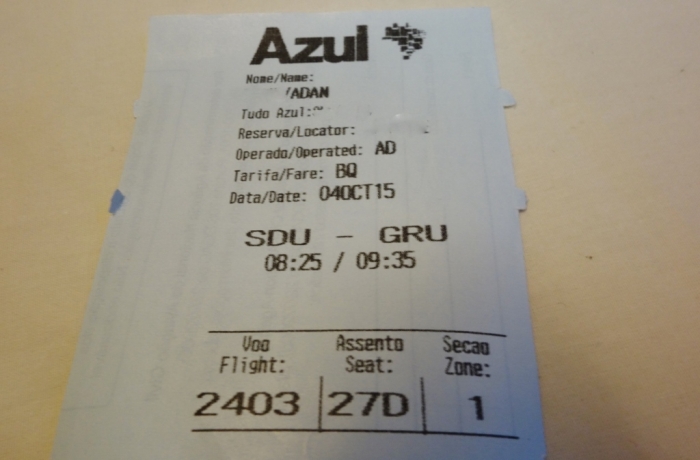 Azul
Nome/Name:
/ADAN
Tudo Azul:
Reserva/Locator:
Operado/Operated: AD
Tarifa/Fare: BQ
Data/Date: 04OCT15
SDU - GRU
08:25 / 09:35
Voo Assento Secao
Flight: Seat: Zone:
2403 27D 1